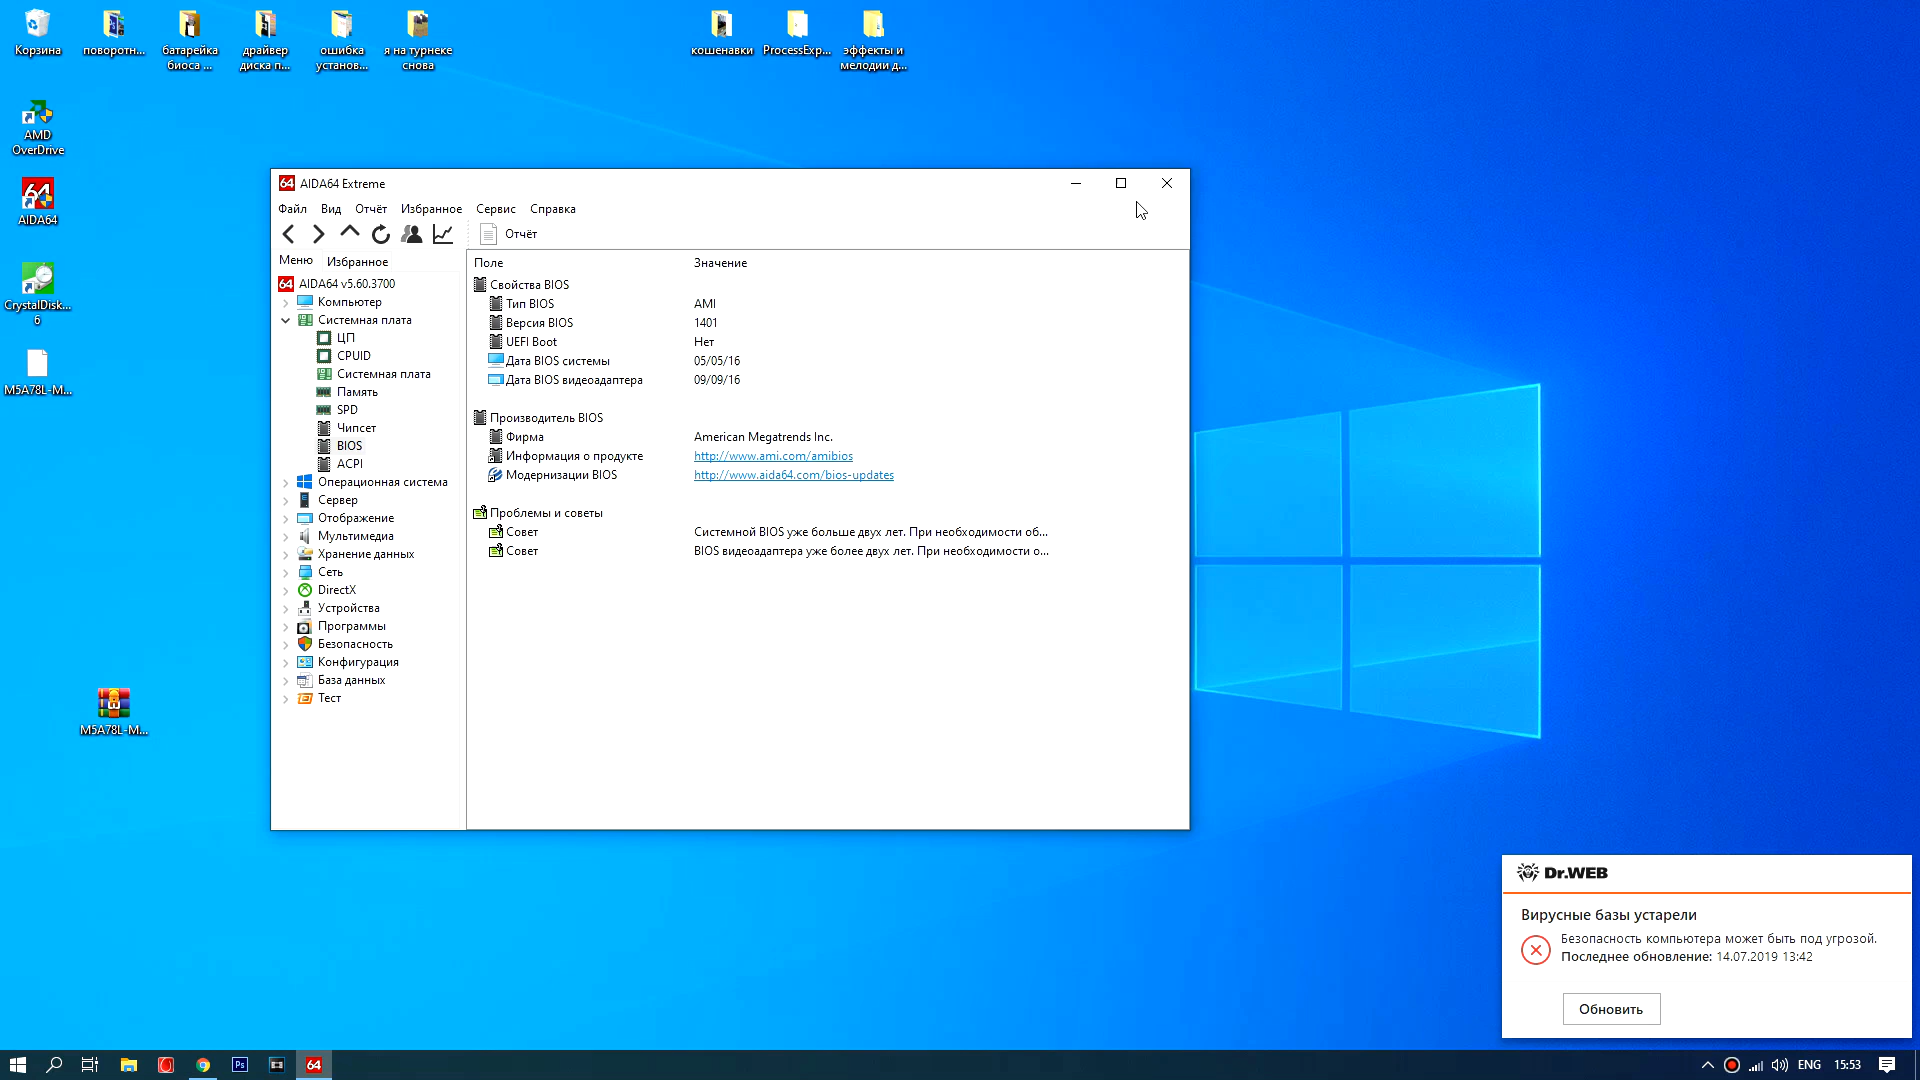 Корзина
поворотн...
батарейка
биоса ...
драйвер
диска п...
ошибка
установ...
я на турнеке
снова
кошенавки
ProcessExp...
эффекты и
мелодии д...
AMD
OverDrive
AIDA64
CrystalDisk...
6
M5A78L-M...
M5A78L-M...
64 AIDA64 Extreme
Файл Вид Отчёт Избранное Сервис Справка
Отчёт
Меню Избранное
64 AIDA64 v5.60.3700
Компьютер
Системная плата
ЦП
CPUID
Системная плата
Память
SPD
Чипсет
BIOS
ACPI
Операционная система
Сервер
Отображение
Мультимедиа
Хранение данных
Сеть
DirectX
Устройства
Программы
Безопасность
Конфигурация
База данных
Тест
Поле Значение
Свойства BIOS
Тип BIOS AMI
Версия BIOS 1401
UEFI Boot Нет
Дата BIOS системы 05/05/16
Дата BIOS видеоадаптера 09/09/16
Производитель BIOS
Фирма American Megatrends Inc.
Информация о продукте http://www.ami.com/amibios
Модернизации BIOS http://www.aida64.com/bios-updates
Проблемы и советы
Совет Системной BIOS уже больше двух лет. При необходимости об...
Совет BIOS видеоадаптера уже более двух лет. При необходимости о...
Dr.WEB
Вирусные базы устарели
Безопасность компьютера может быть под угрозой.
Последнее обновление: 14.07.2019 13:42
Обновить
Ps
64
ENG 15:53